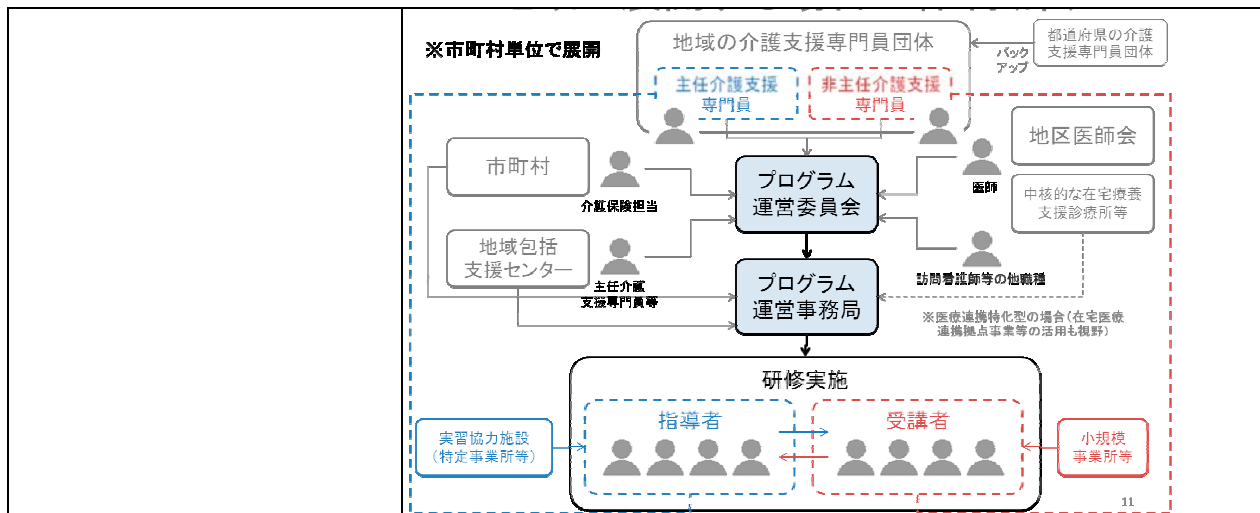 ※市町村単位で展開
地域の介護支援専門員団体
都道府県の介護
支援専門員団体
バック
アップ
主任介護支援
専門員
非主任介護支援
専門員
地区医師会
市町村
介護保険担当
プログラム
運営委員会
医師
中核的な在宅療養
支援診療所等
地域包括
支援センター
主任介護
支援専門員等
プログラム
運営事務局
訪問看護師等の他職種
※医療連携特化型の場合(在宅医療
連携拠点事業等の活用も視野)
研修実施
指導者
受講者
実習協力施設
(特定事業所等)
小規模
事業所等
11